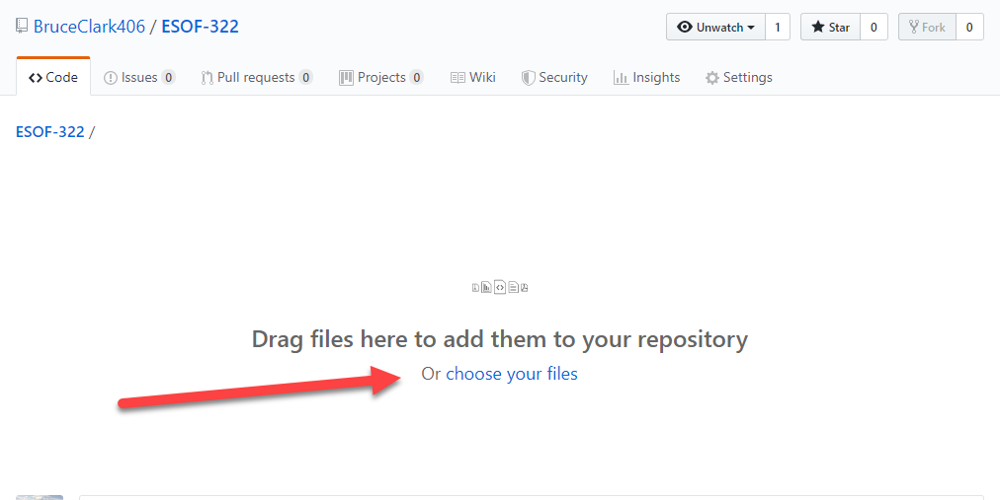 BruceClark406 / ESOF-322
Unwatch 1 Star 0 Fork 0
Code Issues 0 Pull requests 0 Projects 0 Wiki Security Insights Settings
ESOF-322 /
Drag files here to add them to your repository
Or choose your files